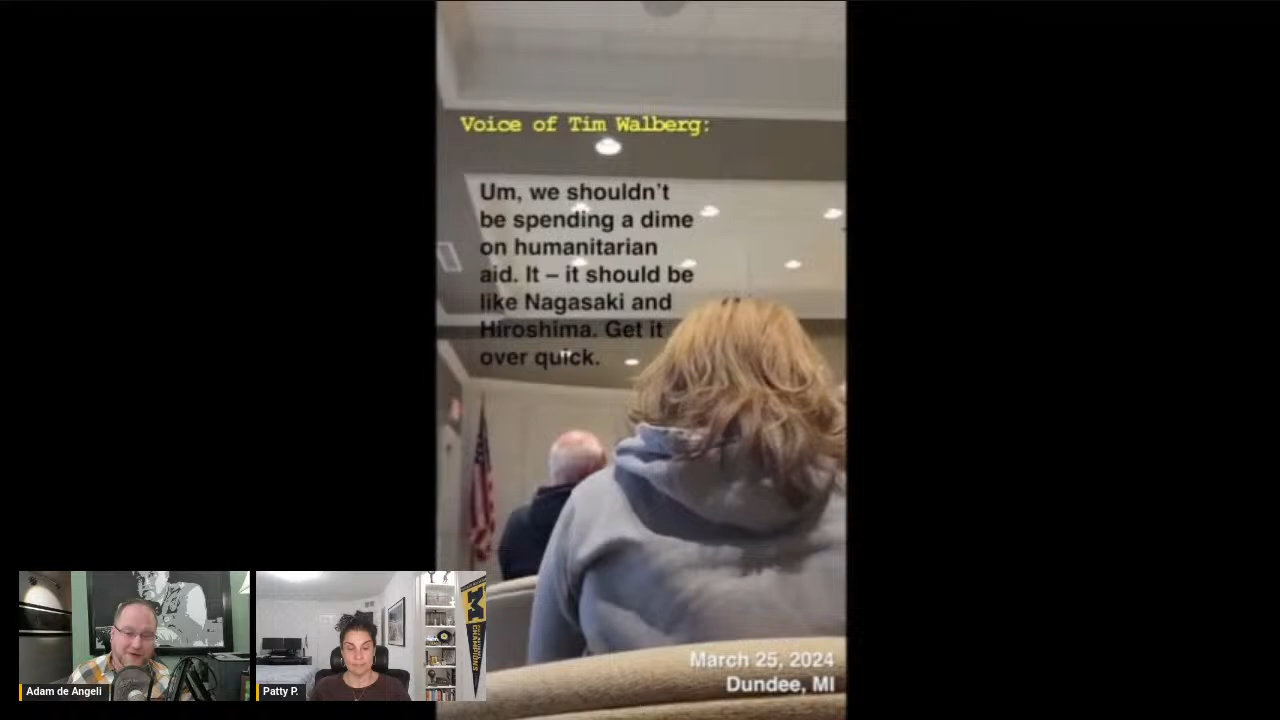 Voice of Tim Walberg:
Um, we shouldn't
be spending a dime
on humanitarian
aid. It – it should be
like Nagasaki and
Hiroshima. Get it
over quick.
March 25, 2024
Dundee, MI
Adam de Angeli
Patty P.
M
CHAMPIONS